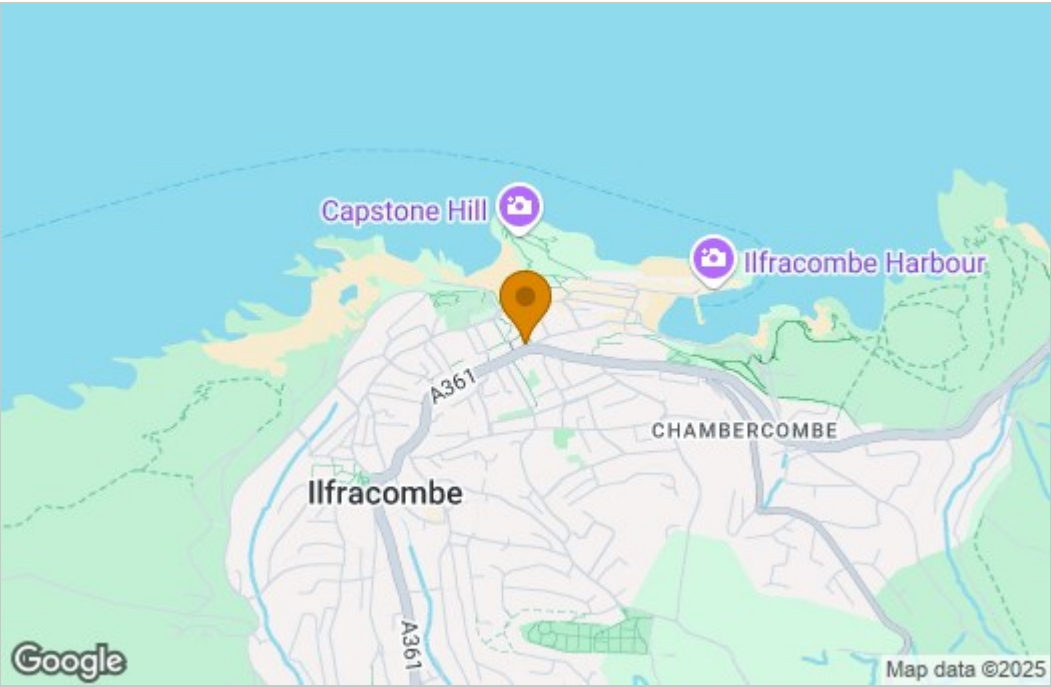 Capstone Hill
Ilfracombe Harbour
A361
CHAMBERCOMBE
Ilfracombe
A361
Google
Map data ©2025